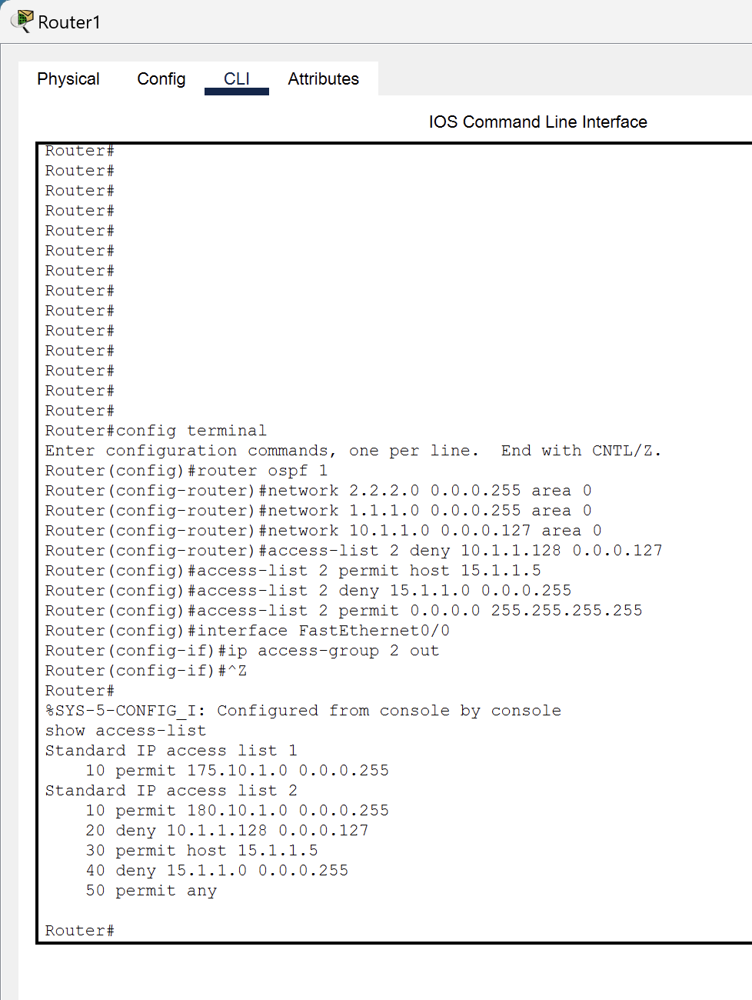 Router1
Physical
Config
CLI
Attributes
IOS Command Line Interface
Router#
Router#
Router#
Router#
Router#
Router#
Router#
Router#
Router#
Router#
Router#
Router#
Router#
Router#
Router#config terminal
Enter configuration commands, one per line.  End with CNTL/Z.
Router(config)#router ospf 1
Router(config-router)#network 2.2.2.0 0.0.0.255 area 0
Router(config-router)#network 1.1.1.0 0.0.0.255 area 0
Router(config-router)#network 10.1.1.0 0.0.0.127 area 0
Router(config-router)#access-list 2 deny 10.1.1.128 0.0.0.127
Router(config)#access-list 2 permit host 15.1.1.5
Router(config)#access-list 2 deny 15.1.1.0 0.0.0.255
Router(config)#access-list 2 permit 0.0.0.0 255.255.255.255
Router(config)#interface FastEthernet0/0
Router(config-if)#ip access-group 2 out
Router(config-if)#^Z
Router#
%SYS-5-CONFIG_I: Configured from console by console
show access-list
Standard IP access list 1
    10 permit 175.10.1.0 0.0.0.255
Standard IP access list 2
    10 permit 180.10.1.0 0.0.0.255
    20 deny 10.1.1.128 0.0.0.127
    30 permit host 15.1.1.5
    40 deny 15.1.1.0 0.0.0.255
    50 permit any
Router#